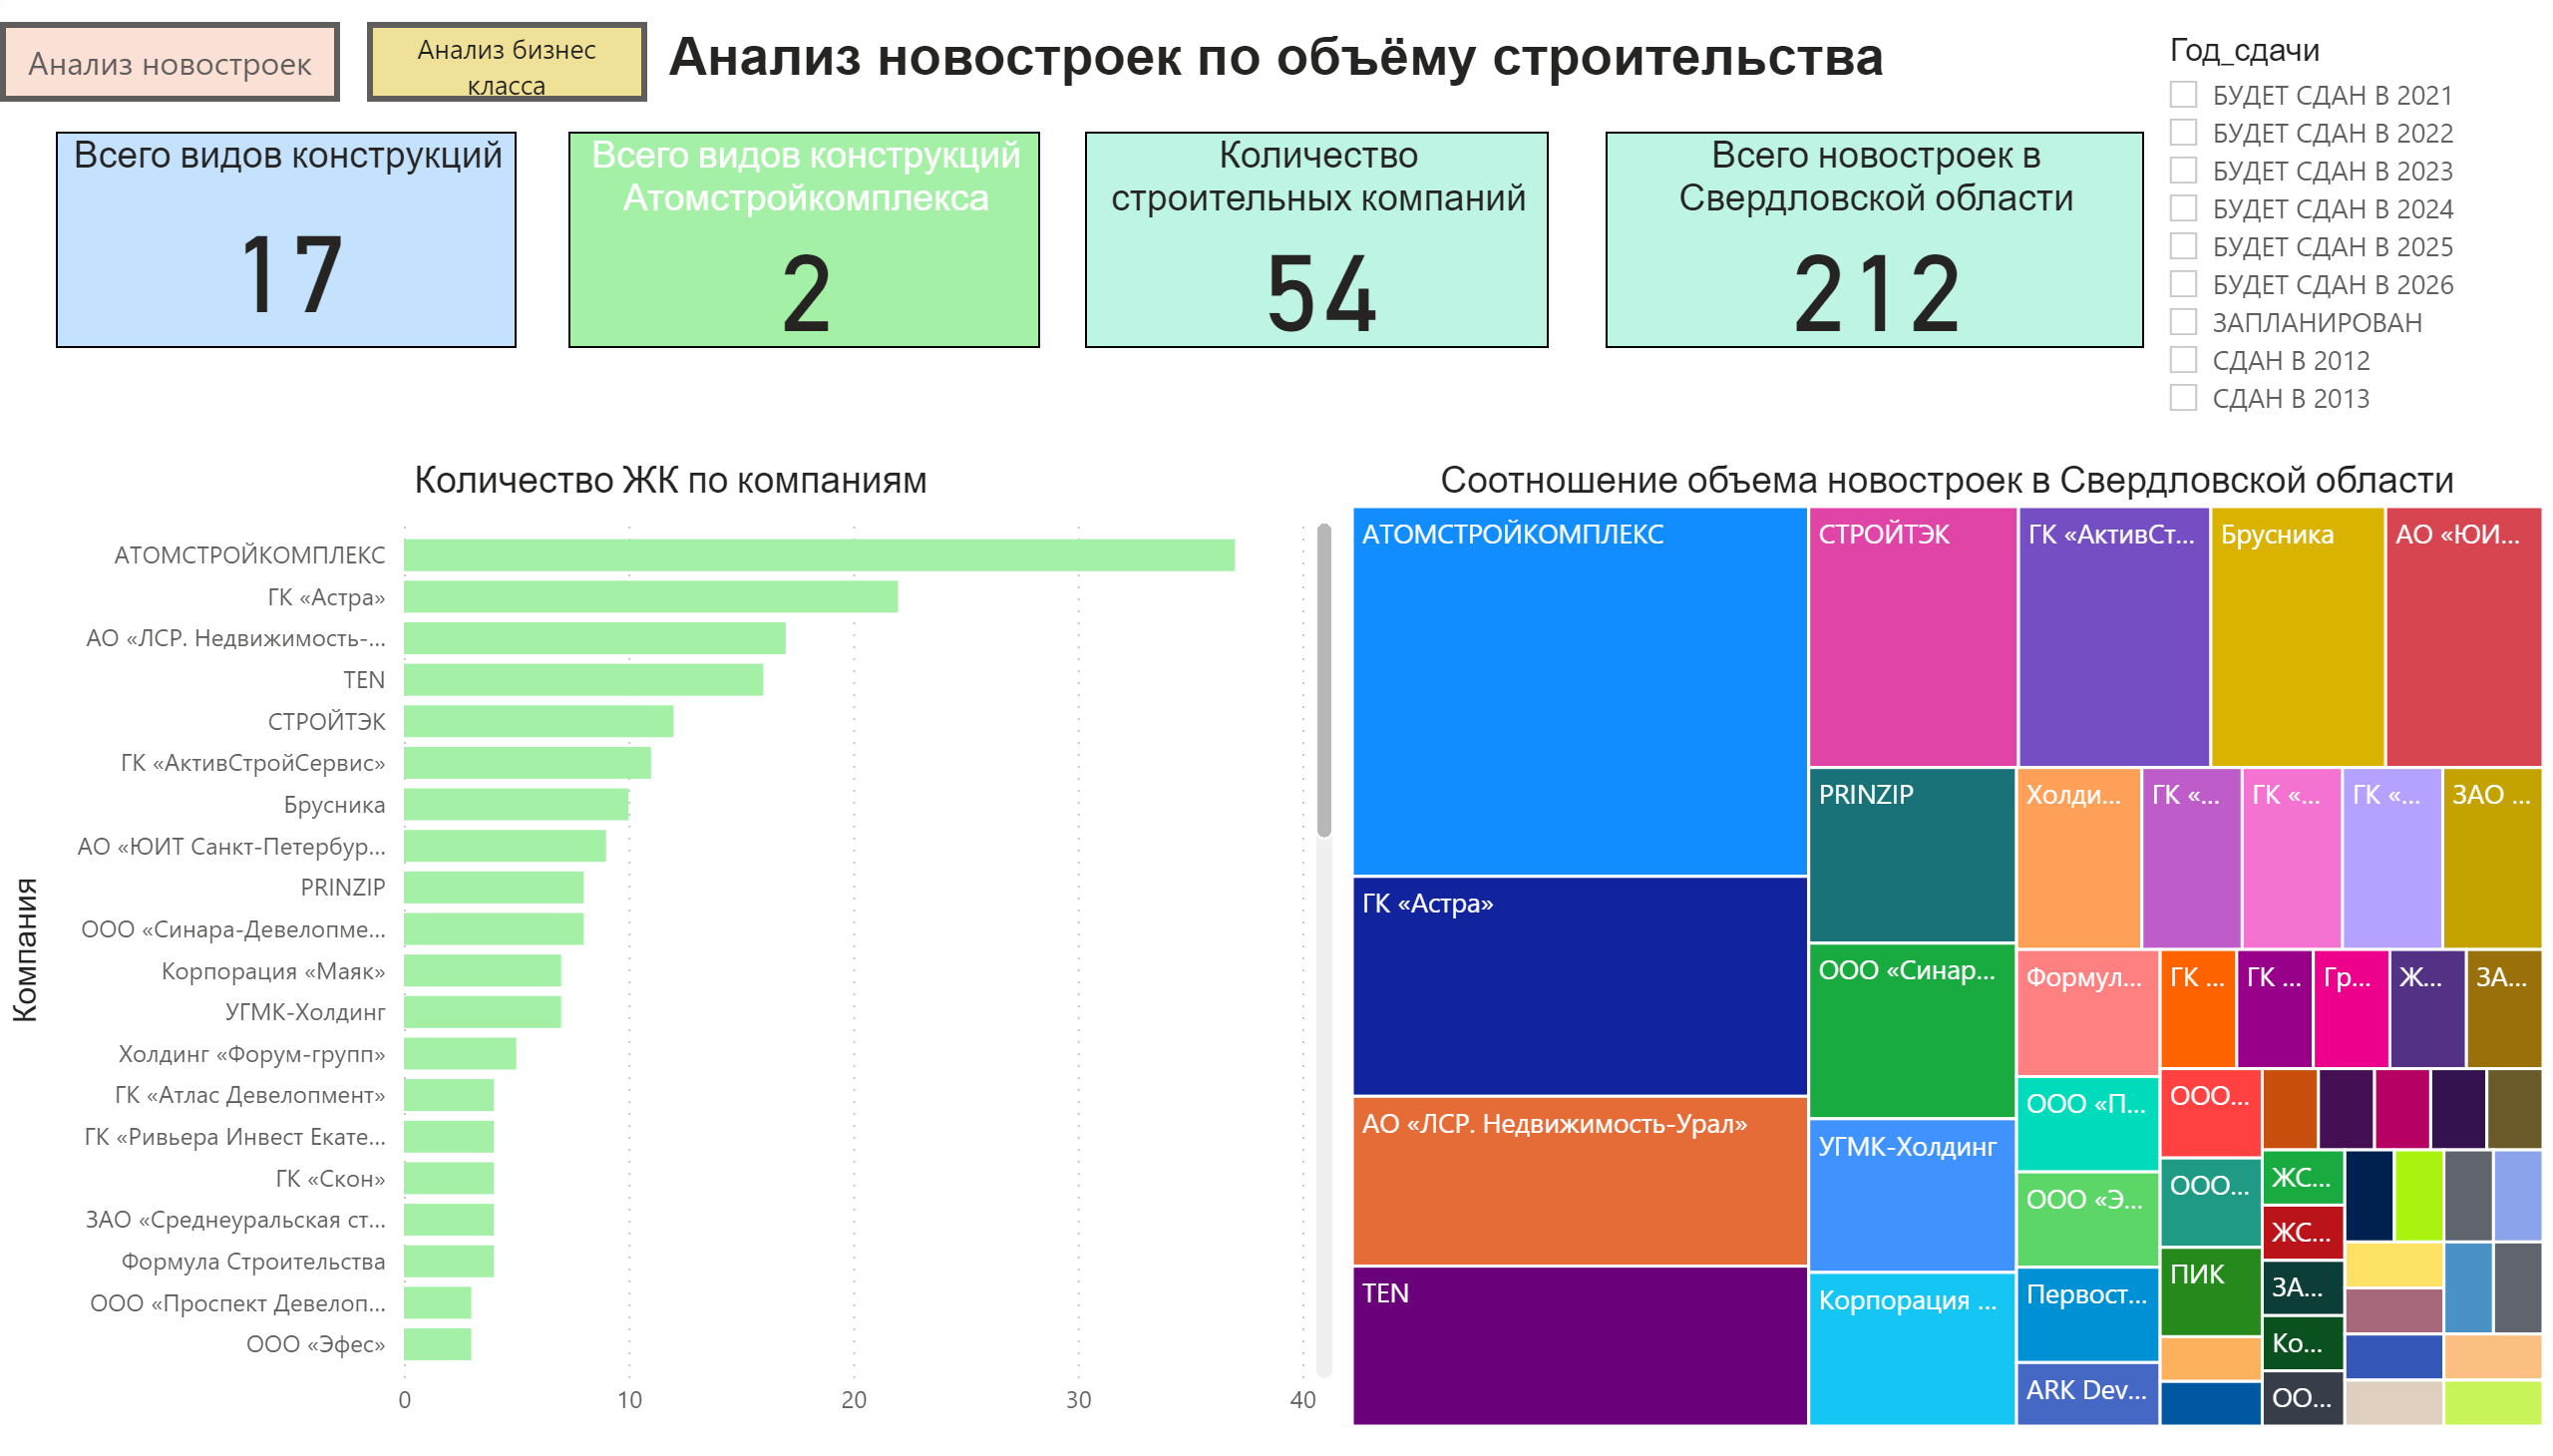 Анализ новостроек
Анализ бизнес
класса
Анализ новостроек по объёму строительства
Год_сдачи
БУДЕТ СДАН В 2021
БУДЕТ СДАН В 2022
БУДЕТ СДАН В 2023
БУДЕТ СДАН В 2024
БУДЕТ СДАН В 2025
БУДЕТ СДАН В 2026
ЗАПЛАНИРОВАН
СДАН В 2012
СДАН В 2013
Всего видов конструкций
17
Всего видов конструкций
Атомстройкомплекса
2
Количество
строительных компаний
54
Всего новостроек в
Свердловской области
212
Количество ЖК по компаниям
Компания
АТОМСТРОЙКОМПЛЕКС
ГК «Астра»
АО «ЛСР. Недвижимость-...
TEN
СТРОЙТЭК
ГК «АктивСтройСервис»
Брусника
АО «ЮИТ Санкт-Петербур...
PRINZIP
ООО «Синара-Девелопме...
Корпорация «Маяк»
УГМК-Холдинг
Холдинг «Форум-групп»
ГК «Атлас Девелопмент»
ГК «Ривьера Инвест Екате...
ГК «Скон»
ЗАО «Среднеуральская ст...
Формула Строительства
ООО «Проспект Девелоп...
ООО «Эфес»
0 10 20 30 40
Соотношение объема новостроек в Свердловской области
АТОМСТРОЙКОМПЛЕКС
ГК «Астра»
АО «ЛСР. Недвижимость-Урал»
TEN
СТРОЙТЭК
ГК «АктивСт...
Брусника
АО «ЮИ...
PRINZIP
ООО «Синар...
УГМК-Холдинг
Корпорация ...
Холди...
ГК «...
ГК «...
ГК «...
ЗАО ...
Формул...
ГК ...
ГК ...
Гр...
Ж...
ЗА...
ООО «П...
ООО «Э...
Первост...
ARK Dev...
ООО...
ООО...
ПИК
ЖС...
ЖС...
ЗА...
Ко...
ОО...